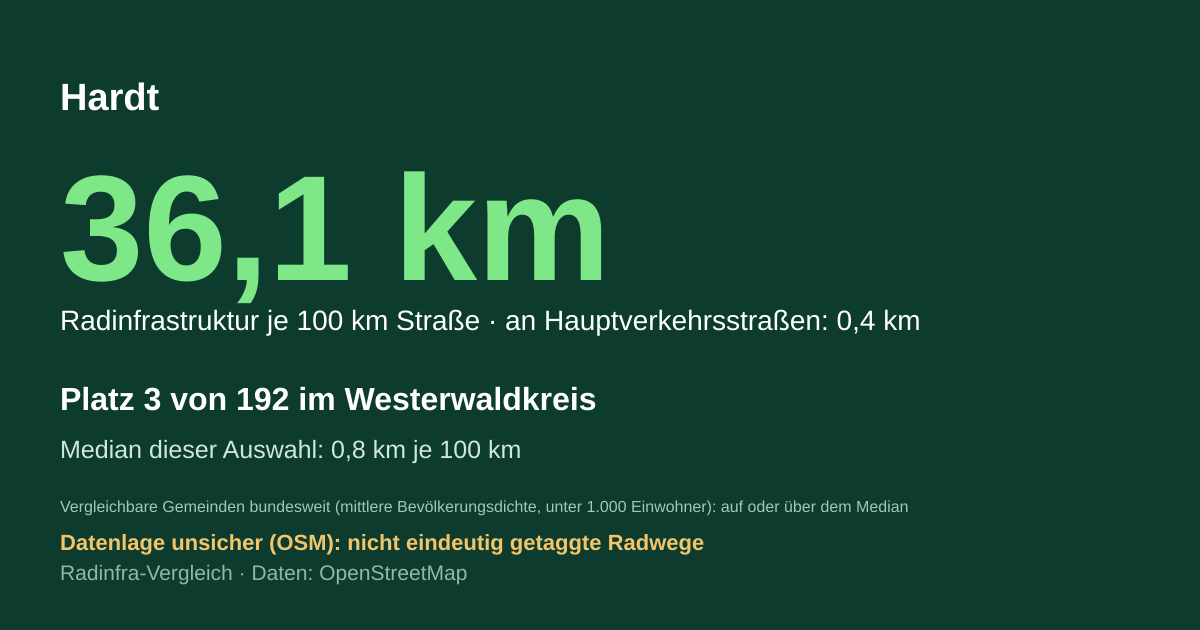 Hardt
36,1 km
Radinfrastruktur je 100 km Straße · an Hauptverkehrsstraßen: 0,4 km
Platz 3 von 192 im Westerwaldkreis
Median dieser Auswahl: 0,8 km je 100 km
Vergleichbare Gemeinden bundesweit (mittlere Bevölkerungsdichte, unter 1.000 Einwohner): auf oder über dem Median
Datenlage unsicher (OSM): nicht eindeutig getaggte Radwege
Radinfra-Vergleich · Daten: OpenStreetMap